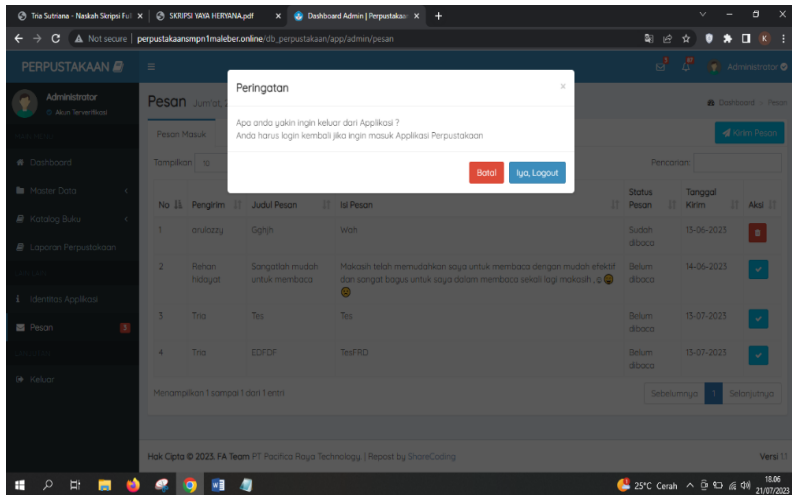 Tria Sutriana - Naskah Skripsi Ful
SKRIPSI YAYA HERYANA.pdf
Dashboard Admin | Perpustakaa
Not secure | perpustakaansmpn1maleber.online/db_perpustakaan/app/admin/pesan
K
PERPUSTAKAAN
Administrator
Administrator
Akun Terverifikasi
Pesan Jum'at,
Dashboard > Pesan
Peringatan
Apa anda yakin ingin keluar dari Applikasi ?
Anda harus login kembali jika ingin masuk Applikasi Perpustakaan
Batal
Iya, Logout
Dashboard
Master Data
Katalog Buku
Laporan Perpustakaan
Identitas Applikasi
Pesan 3
Keluar
Pesan Masuk
Kirim Pesan
Tampilkan 10
Pencarian:
No Pengirim Judul Pesan Isi Pesan Status Pesan Tanggal Kirim Aksi
1 arulozzy Gghjh Wah Sudah dibaca 13-06-2023
2 Rehan hidayat Sangatlah mudah untuk membaca Makasih telah memudahkan saya untuk membaca dengan mudah efektif
dan sangat bagus untuk saya dalam membaca sekali lagi makasih ,q 😄
😄 Belum dibaca 14-06-2023
3 Tria Tes Tes Belum dibaca 13-07-2023
4 Tria EDFDF TesFRD Belum dibaca 13-07-2023
Menampilkan 1 sampai 1 dari 1 entri
Sebelumnya 1 Selanjutnya
Hak Cipta © 2023. FA Team PT Pacifica Raya Technology. | Repost by ShareCoding
Versi 1.1
25°C Cerah
18.06
21/07/2023